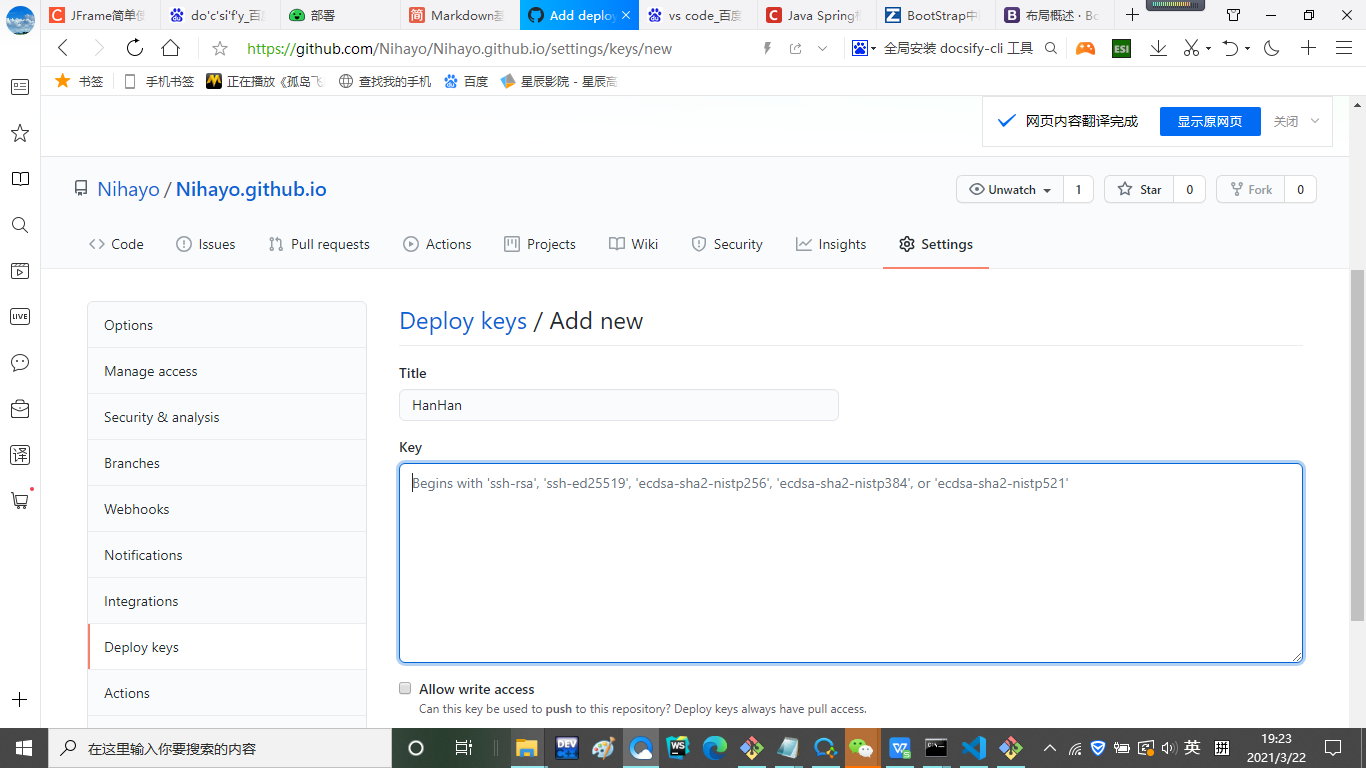 JFrame简单
do'c'si'f'y_百
部署
Markdown基
Add deploy
vs code_百度
Java Spring
BootStrap中
布局概述 · Bo
https://github.com/Nihayo/Nihayo.github.io/settings/keys/new
全局安装 docsify-cli 工具
ESI
书签
手机书签
正在播放《孤岛飞
查找我的手机
百度
星辰影院 - 星辰高
网页内容翻译完成
显示原网页
关闭
Nihayo / Nihayo.github.io
Unwatch 1
Star 0
Fork 0
Code
Issues
Pull requests
Actions
Projects
Wiki
Security
Insights
Settings
Options
Manage access
Security & analysis
Branches
Webhooks
Notifications
Integrations
Deploy keys
Actions
Deploy keys / Add new
Title
HanHan
Key
Begins with 'ssh-rsa', 'ssh-ed25519', 'ecdsa-sha2-nistp256', 'ecdsa-sha2-nistp384', or 'ecdsa-sha2-nistp521'
Allow write access
Can this key be used to push to this repository? Deploy keys always have pull access.
LIVE
译
在这里输入你要搜索的内容
DEV
C++
WS
英
拼
19:23
2021/3/22